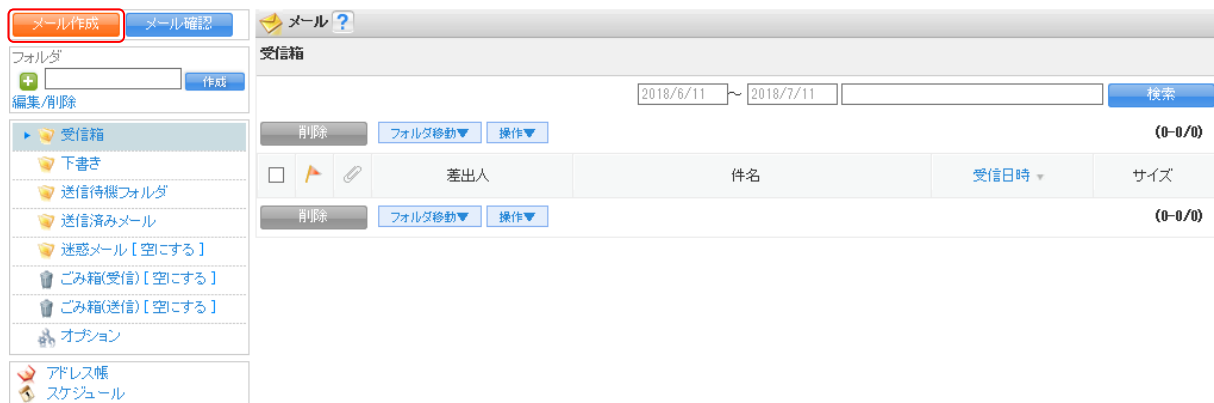 メール作成
メール確認
フォルダ
作成
編集/削除
受信箱
下書き
送信待機フォルダ
送信済みメール
迷惑メール [ 空にする ]
ごみ箱(受信) [ 空にする ]
ごみ箱(送信) [ 空にする ]
オプション
アドレス帳
スケジュール
メール ?
受信箱
2018/6/11 ～ 2018/7/11 検索
削除 フォルダ移動▼ 操作▼ (0-0/0)
差出人 件名 受信日時 ▼ サイズ
削除 フォルダ移動▼ 操作▼ (0-0/0)